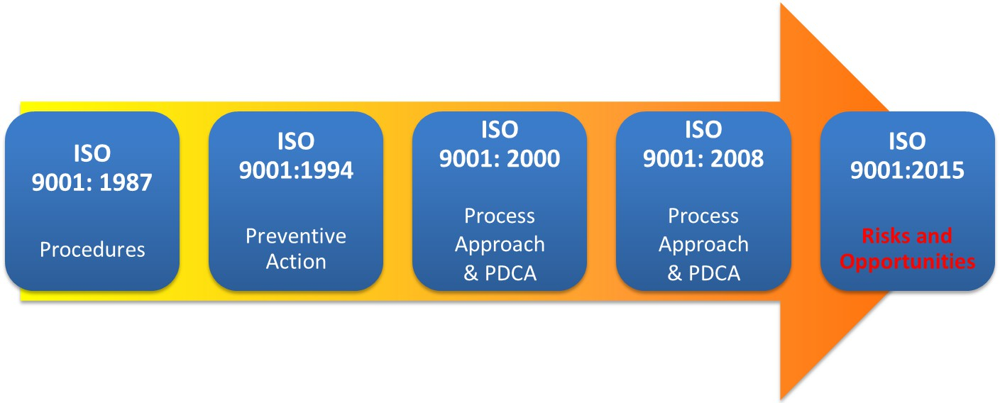 ISO
9001: 1987
Procedures
ISO
9001:1994
Preventive
Action
ISO
9001: 2000
Process
Approach
& PDCA
ISO
9001: 2008
Process
Approach
& PDCA
ISO
9001:2015
Risks and
Opportunities